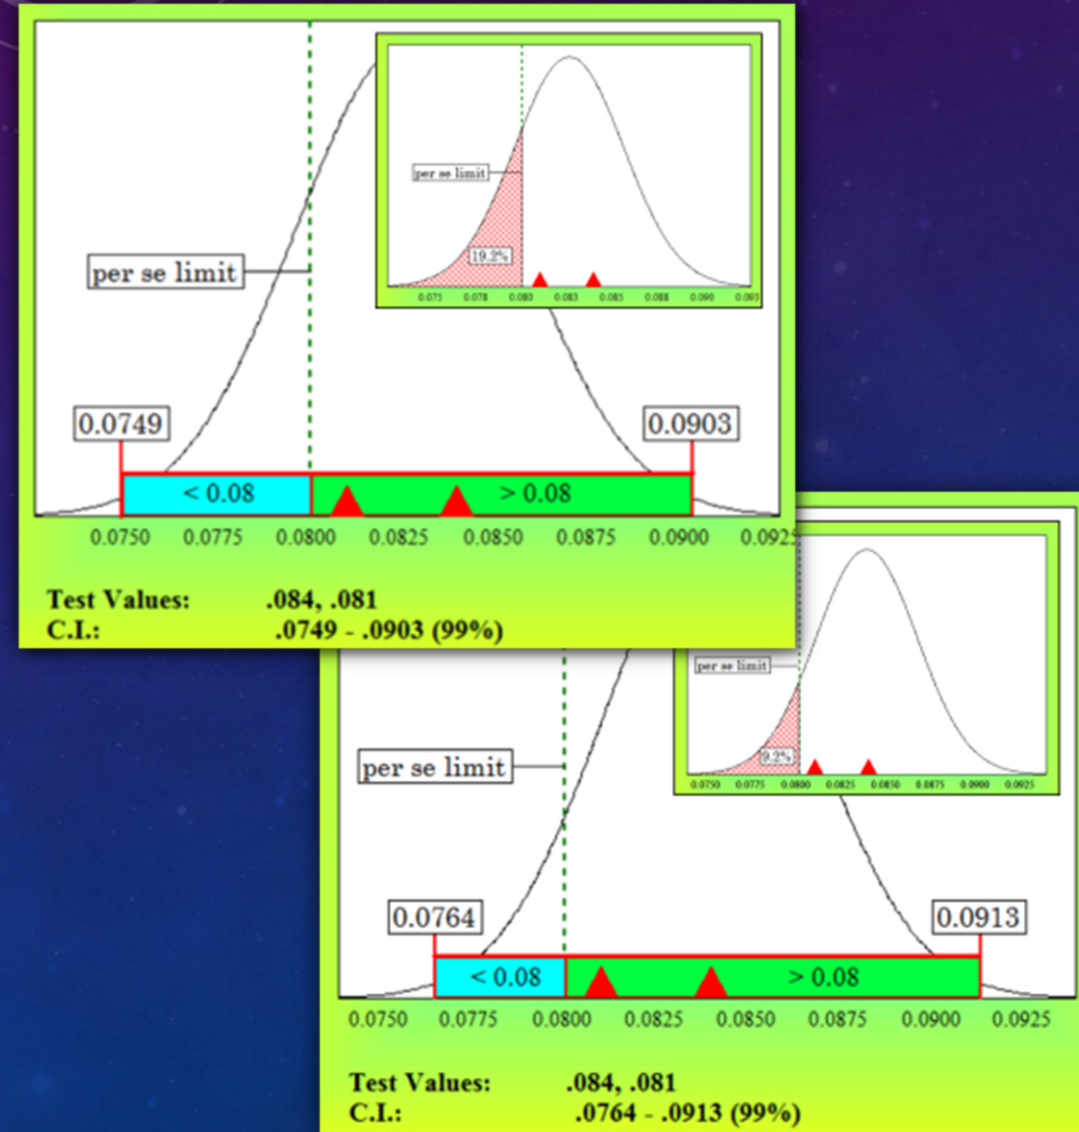 per se limit
19.2%
0.075 0.078 0.080 0.083 0.085 0.088 0.090 0.093
per se limit
0.0749
0.0903
< 0.08
> 0.08
0.0750 0.0775 0.0800 0.0825 0.0850 0.0875 0.0900 0.0925
Test Values: .084, .081
C.I.: .0749 - .0903 (99%)
per se limit
9.2%
0.0750 0.0775 0.0800 0.0825 0.0850 0.0875 0.0900 0.0925
per se limit
0.0764
0.0913
< 0.08
> 0.08
0.0750 0.0775 0.0800 0.0825 0.0850 0.0875 0.0900 0.0925
Test Values: .084, .081
C.I.: .0764 - .0913 (99%)